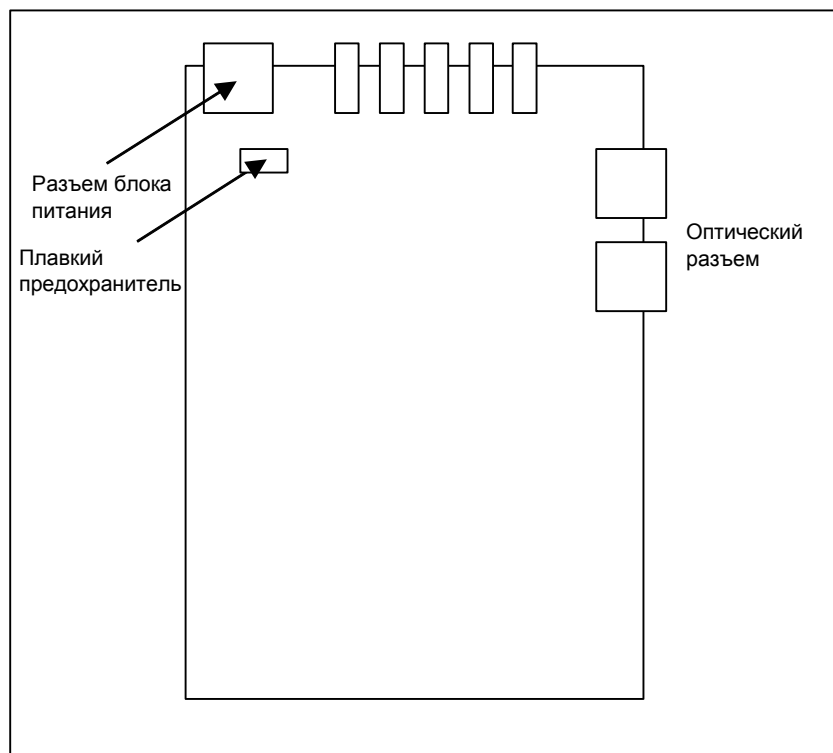 Разъем блока
питания
Плавкий
предохранитель
Оптический
разъем